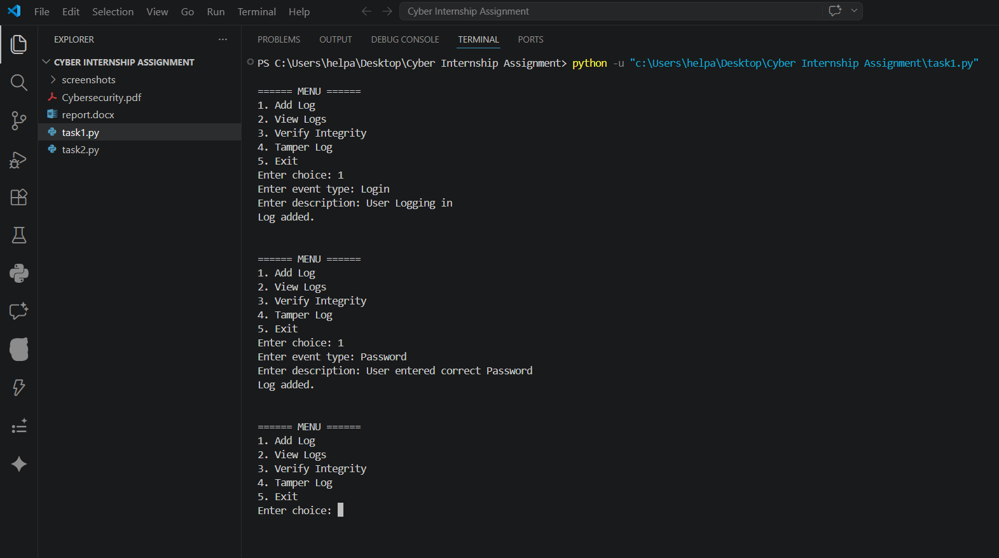 File Edit Selection View Go Run Terminal Help
Cyber Internship Assignment
EXPLORER
CYBER INTERNSHIP ASSIGNMENT
screenshots
Cybersecurity.pdf
report.docx
task1.py
task2.py
PROBLEMS OUTPUT DEBUG CONSOLE TERMINAL PORTS
PS C:\Users\helpa\Desktop\Cyber Internship Assignment> python -u "c:\Users\helpa\Desktop\Cyber Internship Assignment\task1.py"
====== MENU ======
1. Add Log
2. View Logs
3. Verify Integrity
4. Tamper Log
5. Exit
Enter choice: 1
Enter event type: Login
Enter description: User Logging in
Log added.
====== MENU ======
1. Add Log
2. View Logs
3. Verify Integrity
4. Tamper Log
5. Exit
Enter choice: 1
Enter event type: Password
Enter description: User entered correct Password
Log added.
====== MENU ======
1. Add Log
2. View Logs
3. Verify Integrity
4. Tamper Log
5. Exit
Enter choice: